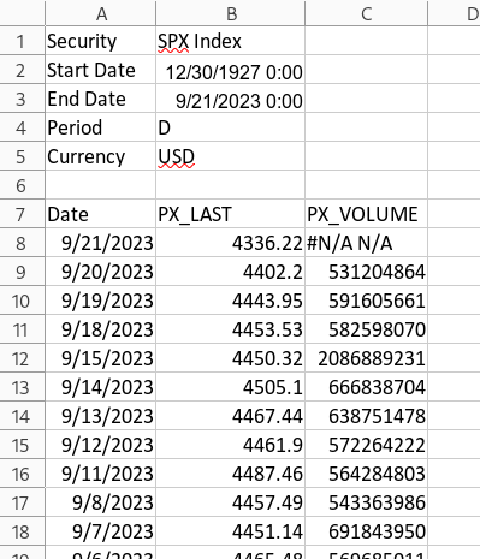 A B C D
1 Security SPX Index
2 Start Date 12/30/1927 0:00
3 End Date 9/21/2023 0:00
4 Period D
5 Currency USD
6
7 Date PX_LAST PX_VOLUME
8 9/21/2023 4336.22 #N/A N/A
9 9/20/2023 4402.2 531204864
10 9/19/2023 4443.95 591605661
11 9/18/2023 4453.53 582598070
12 9/15/2023 4450.32 2086889231
13 9/14/2023 4505.1 666838704
14 9/13/2023 4467.44 638751478
15 9/12/2023 4461.9 572264222
16 9/11/2023 4487.46 564284803
17 9/8/2023 4457.49 543363986
18 9/7/2023 4451.14 691843950